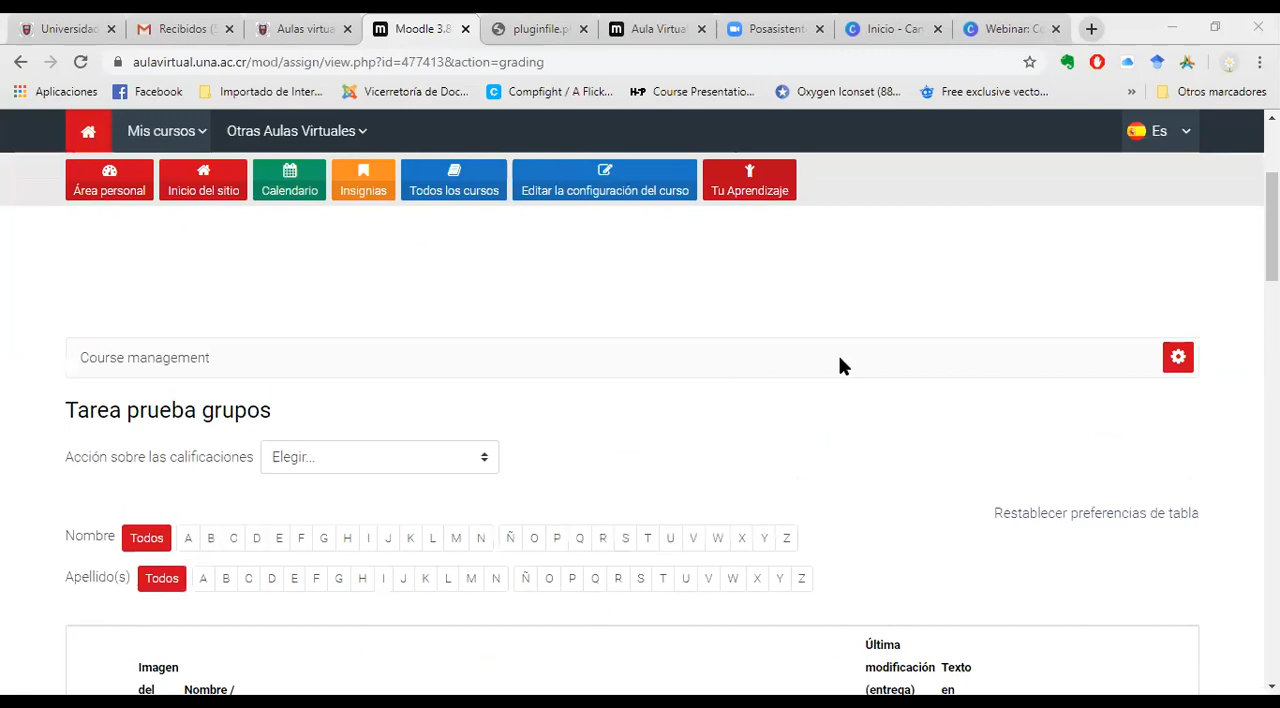 Universidad
Recibidos (
Aulas virtua
Moodle 3.8
pluginfile.p
Aula Virtua
Posasistent
Inicio - Can
Webinar: C
aulavirtual.una.ac.cr/mod/assign/view.php?id=477413&action=grading
Aplicaciones
Facebook
Importado de Inter...
Vicerretoría de Doc...
Compfight / A Flick...
Course Presentatio...
Oxygen Iconset (88...
Free exclusive vecto...
»
Otros marcadores
Mis cursos
Otras Aulas Virtuales
Es
Área personal
Inicio del sitio
Calendario
Insignias
Todos los cursos
Editar la configuración del curso
Tu Aprendizaje
Course management
Tarea prueba grupos
Acción sobre las calificaciones
Elegir...
Restablecer preferencias de tabla
Nombre Todos A B C D E F G H I J K L M N Ñ O P Q R S T U V W X Y Z
Apellido(s) Todos A B C D E F G H I J K L M N Ñ O P Q R S T U V W X Y Z
Imagen
del
Nombre /
Última
modificación
(entrega)
Texto
en